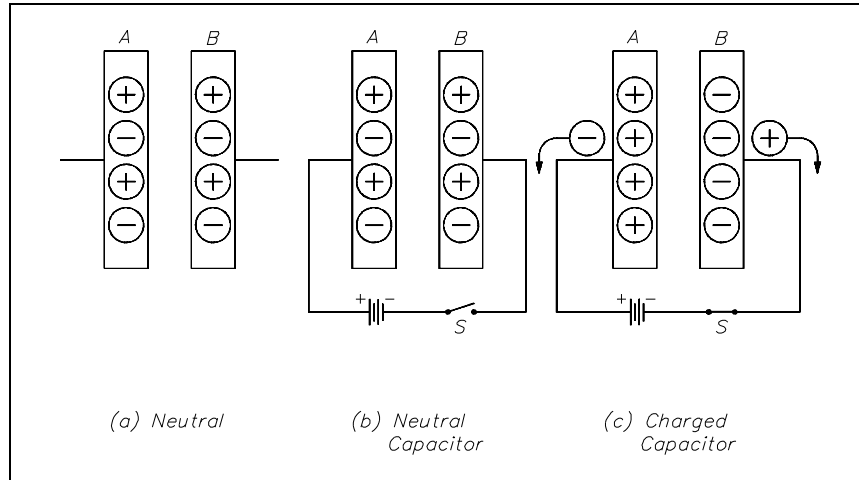 A B A B A B
+ + + + + −
− − − − − + − +
+ + + + + −
− − − − + −
+ − + −
S S
(a) Neutral (b) Neutral Capacitor (c) Charged Capacitor